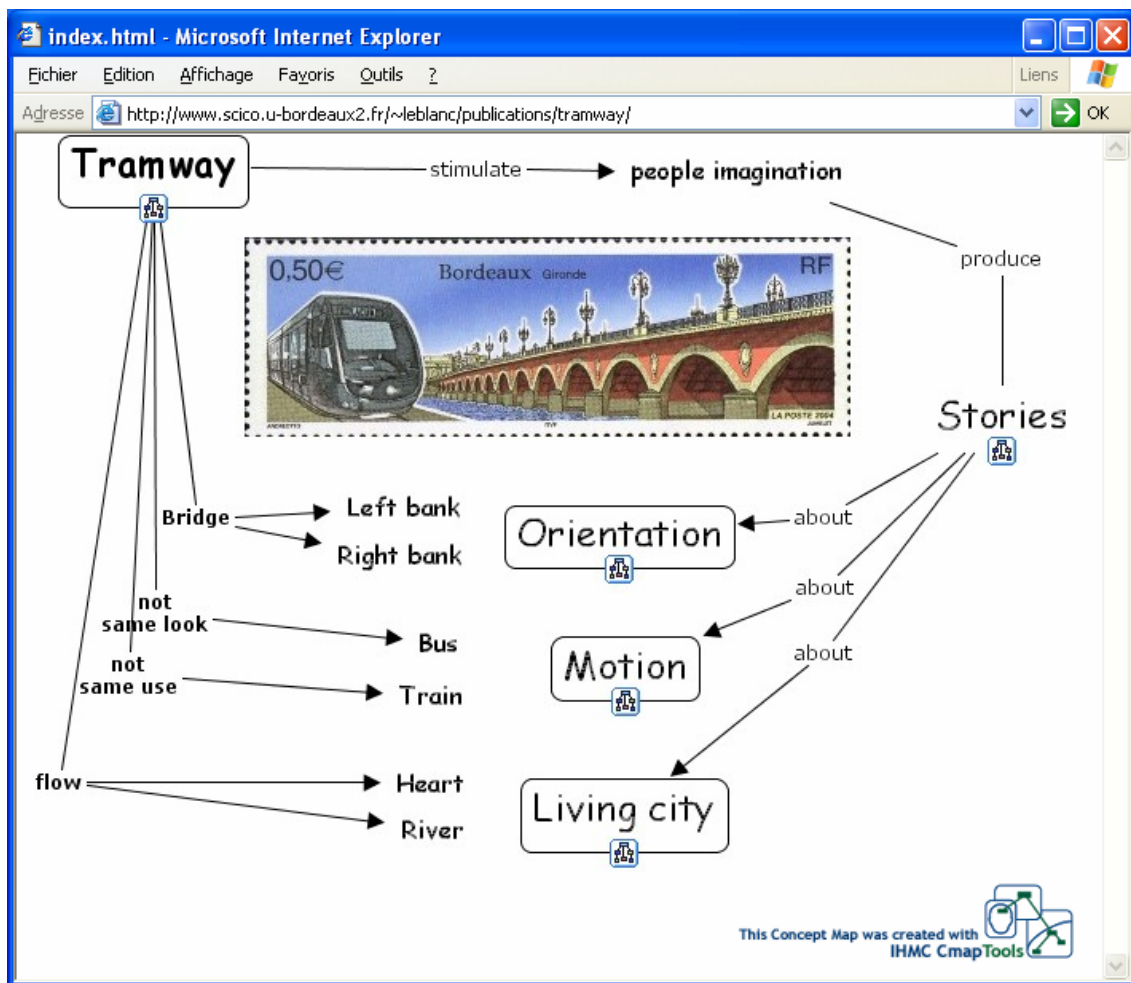 index.html - Microsoft Internet Explorer
Fichier Edition Affichage Favoris Outils ? Liens
Adresse http://www.scico.u-bordeaux2.fr/~leblanc/publications/tramway/ OK
Tramway stimulate people imagination
produce
0,50€ Bordeaux Gironde RF
LA POSTE 2004
ANDREOTTO ITVF JUMELET
Stories
Bridge Left bank
Right bank
Orientation about
not
same look
Bus
about
Motion
not
same use
Train
about
flow Heart
River
Living city
This Concept Map was created with
IHMC CmapTools